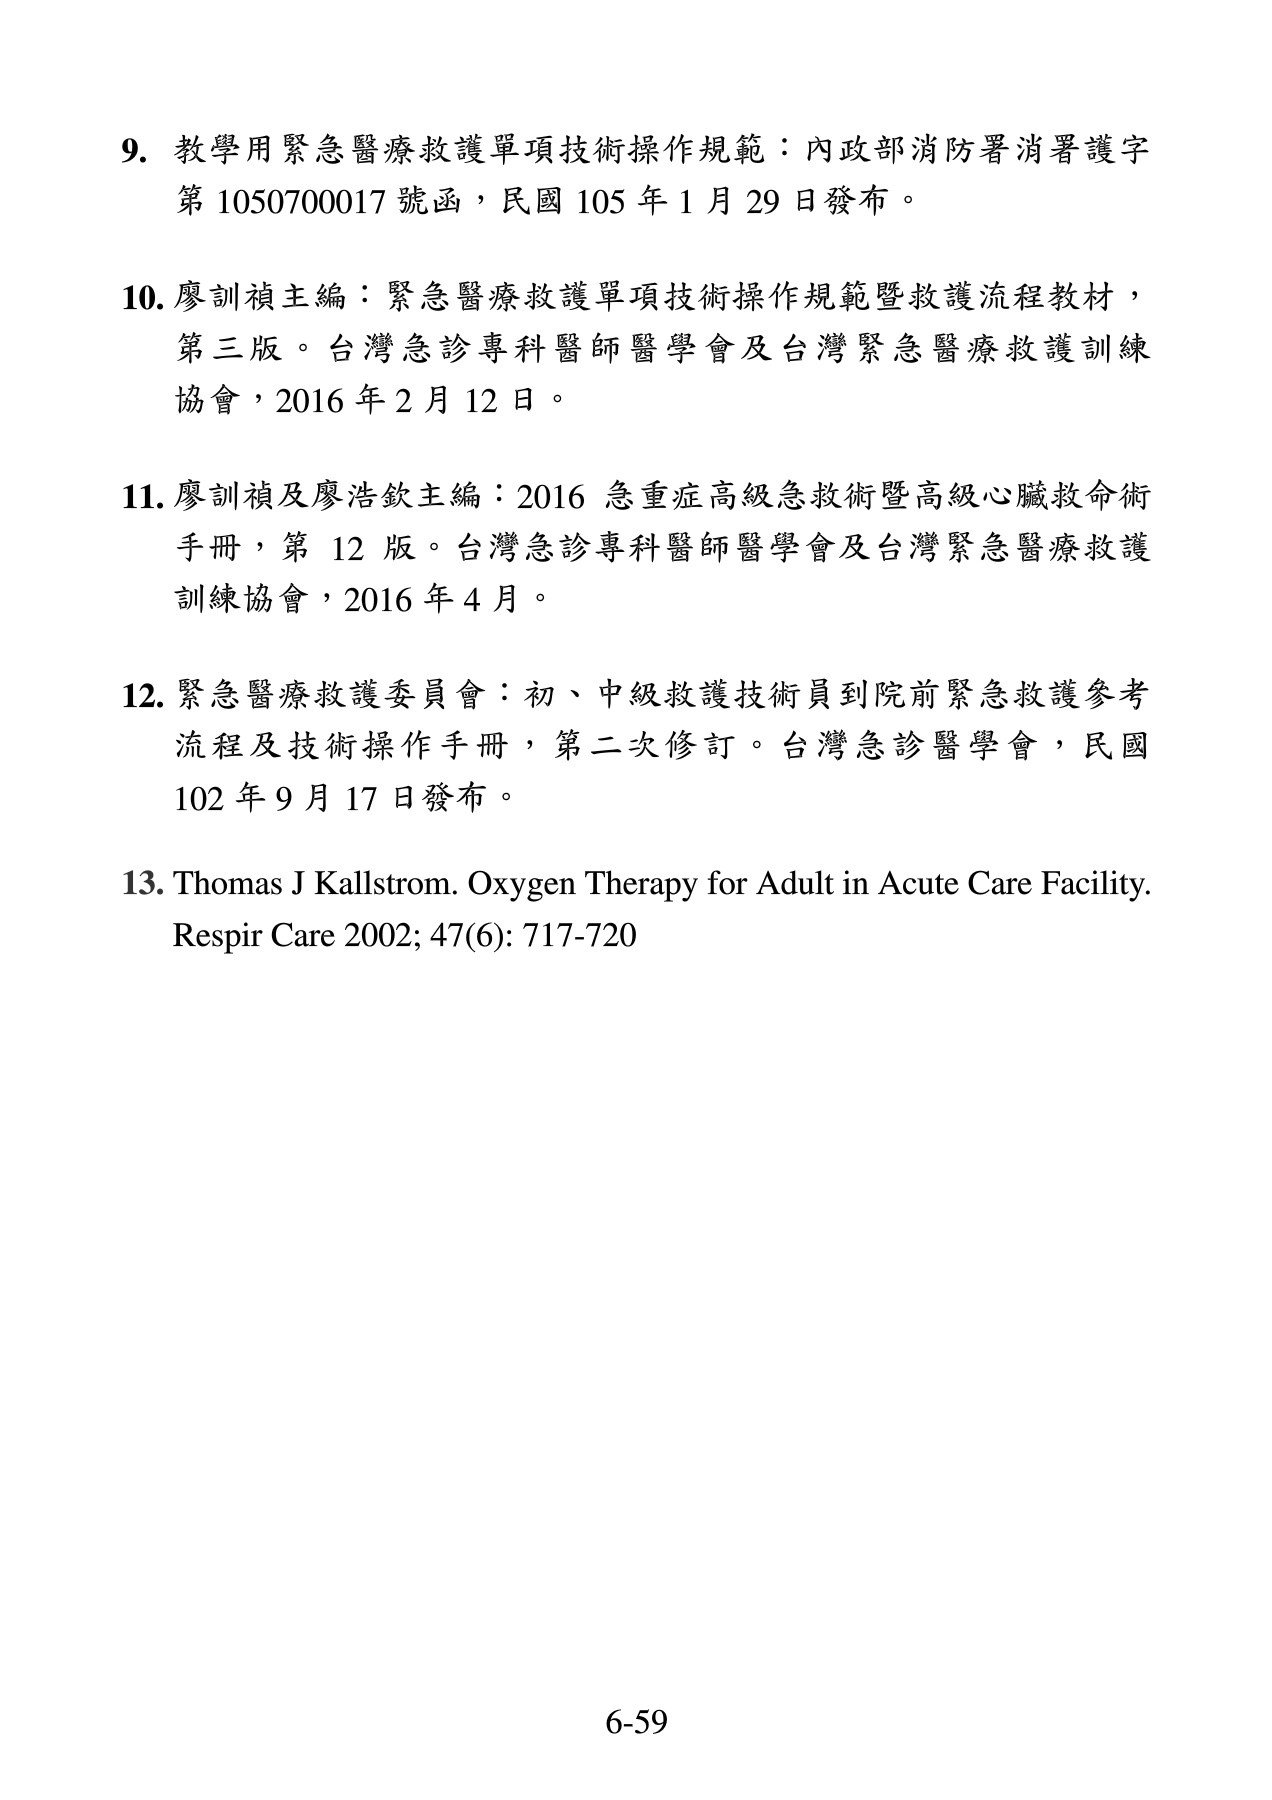 9. 教學用緊急醫療救護單項技術操作規範：內政部消防署消署護字
第 1050700017 號函，民國 105 年 1 月 29 日發布。
10. 廖訓禎主編：緊急醫療救護單項技術操作規範暨救護流程教材，
第三版。台灣急診專科醫師醫學會及台灣緊急醫療救護訓練
協會，2016 年 2 月 12 日。
11. 廖訓禎及廖浩欽主編：2016 急重症高級急救術暨高級心臟救命術
手冊，第 12 版。台灣急診專科醫師醫學會及台灣緊急醫療救護
訓練協會，2016 年 4 月。
12. 緊急醫療救護委員會：初、中級救護技術員到院前緊急救護參考
流程及技術操作手冊，第二次修訂。台灣急診醫學會，民國
102 年 9 月 17 日發布。
13. Thomas J Kallstrom. Oxygen Therapy for Adult in Acute Care Facility.
Respir Care 2002; 47(6): 717-720
6-59